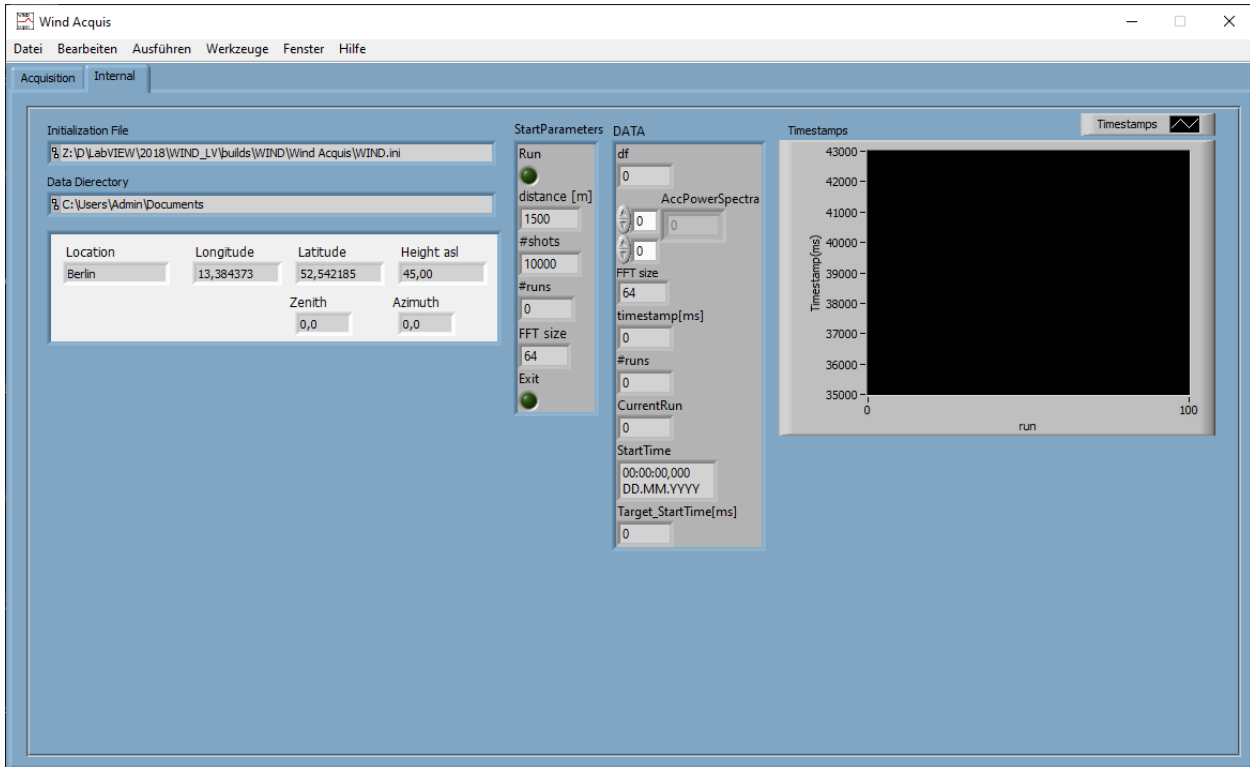 Wind Acquis
Datei Bearbeiten Ausführen Werkzeuge Fenster Hilfe
Acquisition Internal
Initialization File
Z:\D\LabVIEW\2018\WIND_LV\builds\WIND\Wind Acquis\WIND.ini
Data Dierectory
C:\Users\Admin\Documents
Location Longitude Latitude Height asl
Berlin 13,384373 52,542185 45,00
Zenith Azimuth
0,0 0,0
StartParameters
Run
distance [m]
1500
#shots
10000
#runs
0
FFT size
64
Exit
DATA
df
0
AccPowerSpectra
0 0
0
FFT size
64
timestamp[ms]
0
#runs
0
CurrentRun
0
StartTime
00:00:00,000
DD.MM.YYYY
Target_StartTime[ms]
0
Timestamps
Timestamps
Timestamp(ms)
43000
42000
41000
40000
39000
38000
37000
36000
35000
0 100
run